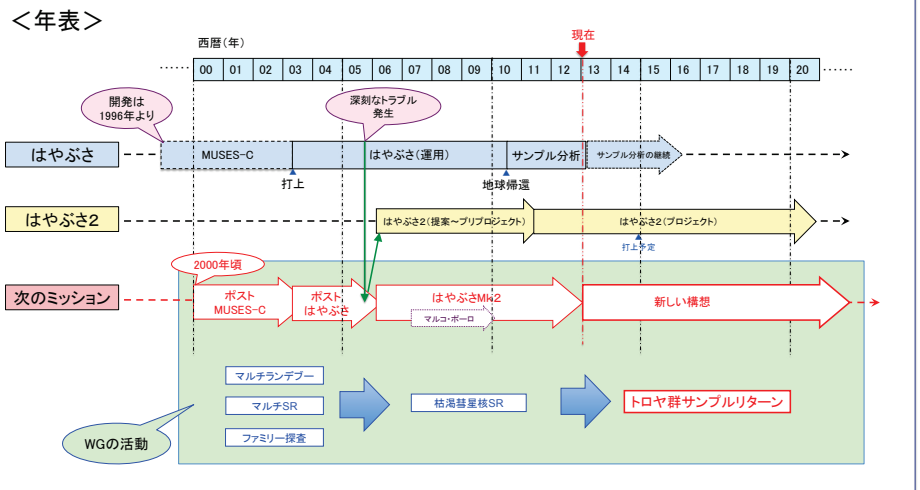 ＜年表＞
西暦（年）
現在
00 01 02 03 04 05 06 07 08 09 10 11 12 13 14 15 16 17 18 19 20
開発は
1996年より
深刻なトラブル
発生
はやぶさ
MUSES-C
はやぶさ（運用）
サンプル分析
サンプル分析の継続
打上
地球帰還
はやぶさ２
はやぶさ２（提案～プリプロジェクト）
はやぶさ２（プロジェクト）
打上予定
2000年頃
次のミッション
ポスト
MUSES-C
ポスト
はやぶさ
はやぶさMk2
マルコ・ポーロ
新しい構想
マルチランデブー
マルチSR
ファミリー探査
枯渇彗星核SR
トロヤ群サンプルリターン
WGの活動